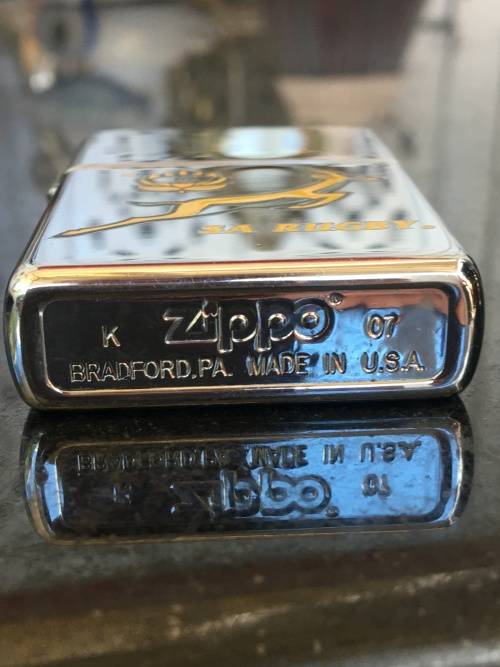 SA RUGBY.
K Zippo® 07
BRADFORD,PA. MADE IN U.S.A.